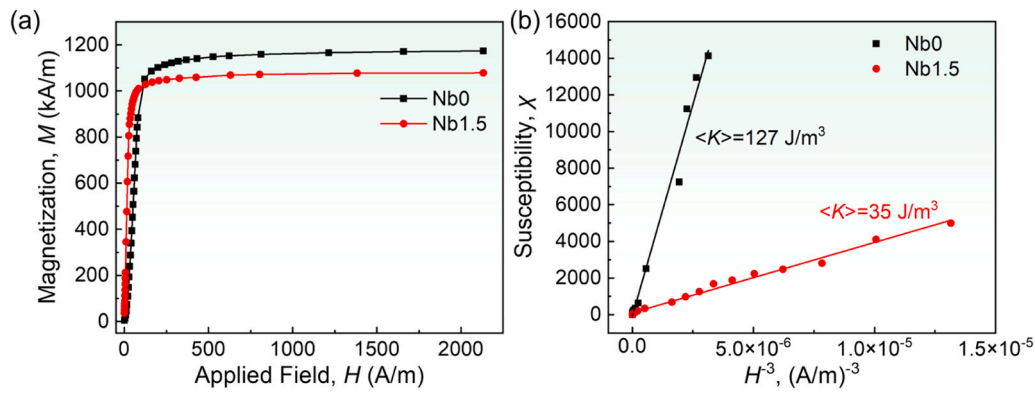 (a)
1200
1000
800
600
400
200
0
Magnetization, M (kA/m)
Nb0
Nb1.5
0 500 1000 1500 2000
Applied Field, H (A/m)
(b)
16000
14000
12000
10000
8000
6000
4000
2000
0
Susceptibility, X
Nb0
Nb1.5
<K>=127 J/m³
<K>=35 J/m³
0.0 5.0×10⁻⁶ 1.0×10⁻⁵ 1.5×10⁻⁵
H⁻³, (A/m)⁻³